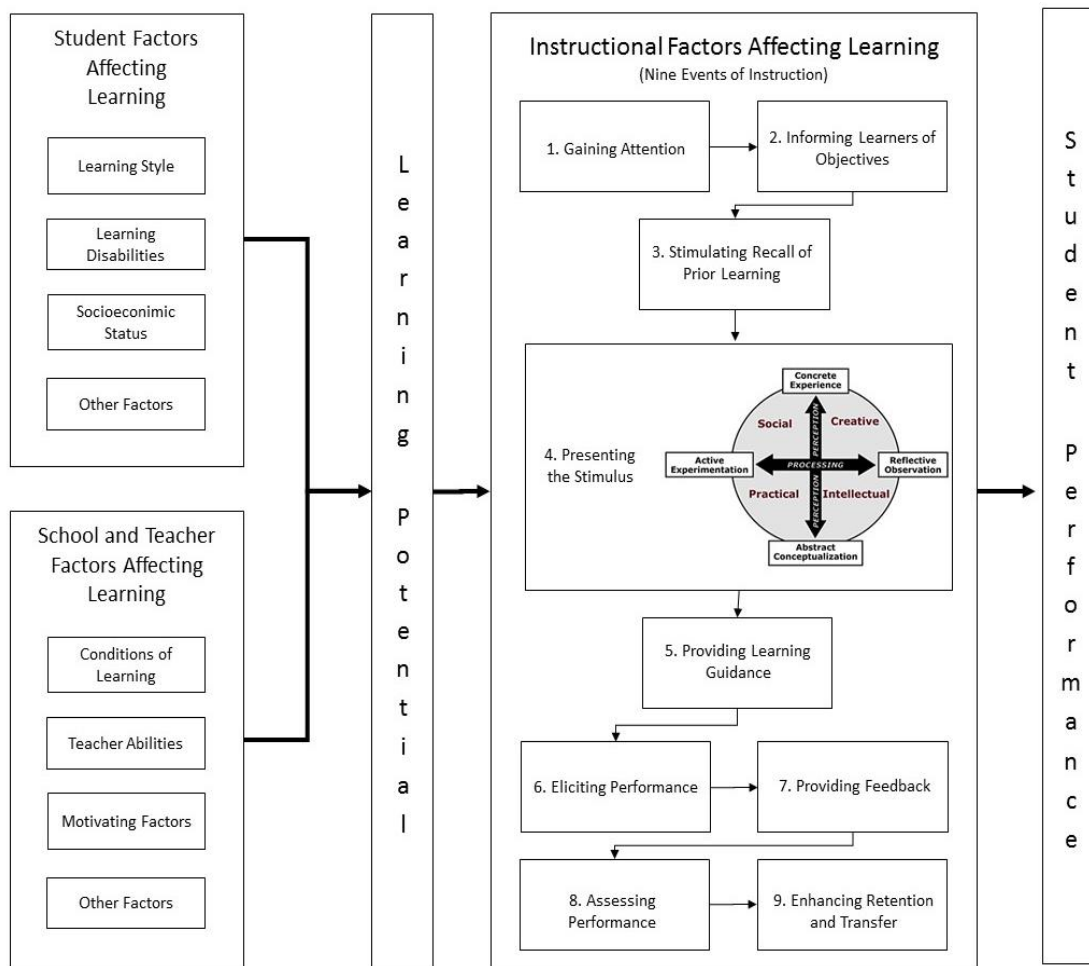 Student Factors
Affecting
Learning
Learning Style
Learning
Disabilities
Socioeconimic
Status
Other Factors
School and Teacher
Factors Affecting
Learning
Conditions of
Learning
Teacher Abilities
Motivating Factors
Other Factors
Learning Potential
Instructional Factors Affecting Learning
(Nine Events of Instruction)
1. Gaining Attention
2. Informing Learners of
Objectives
3. Stimulating Recall of
Prior Learning
4. Presenting
the Stimulus
Concrete
Experience
Social
Creative
PERCEPTION
Active
Experimentation
PROCESSING
Reflective
Observation
Practical
Intellectual
PERCEPTION
Abstract
Conceptualization
5. Providing Learning
Guidance
6. Eliciting Performance
7. Providing Feedback
8. Assessing
Performance
9. Enhancing Retention
and Transfer
Student Performance